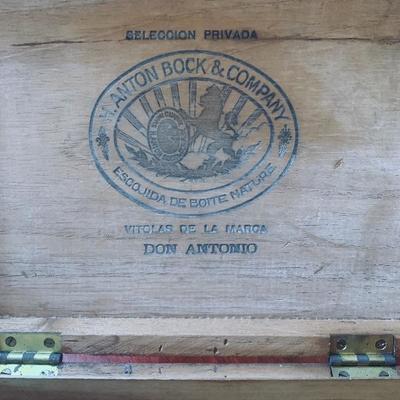 SELECCION PRIVADA
H. ANTON BOCK & COMPANY
ESCOJIDA DE BOITE NATURE
VITOLAS DE LA MARCA
DON ANTONIO